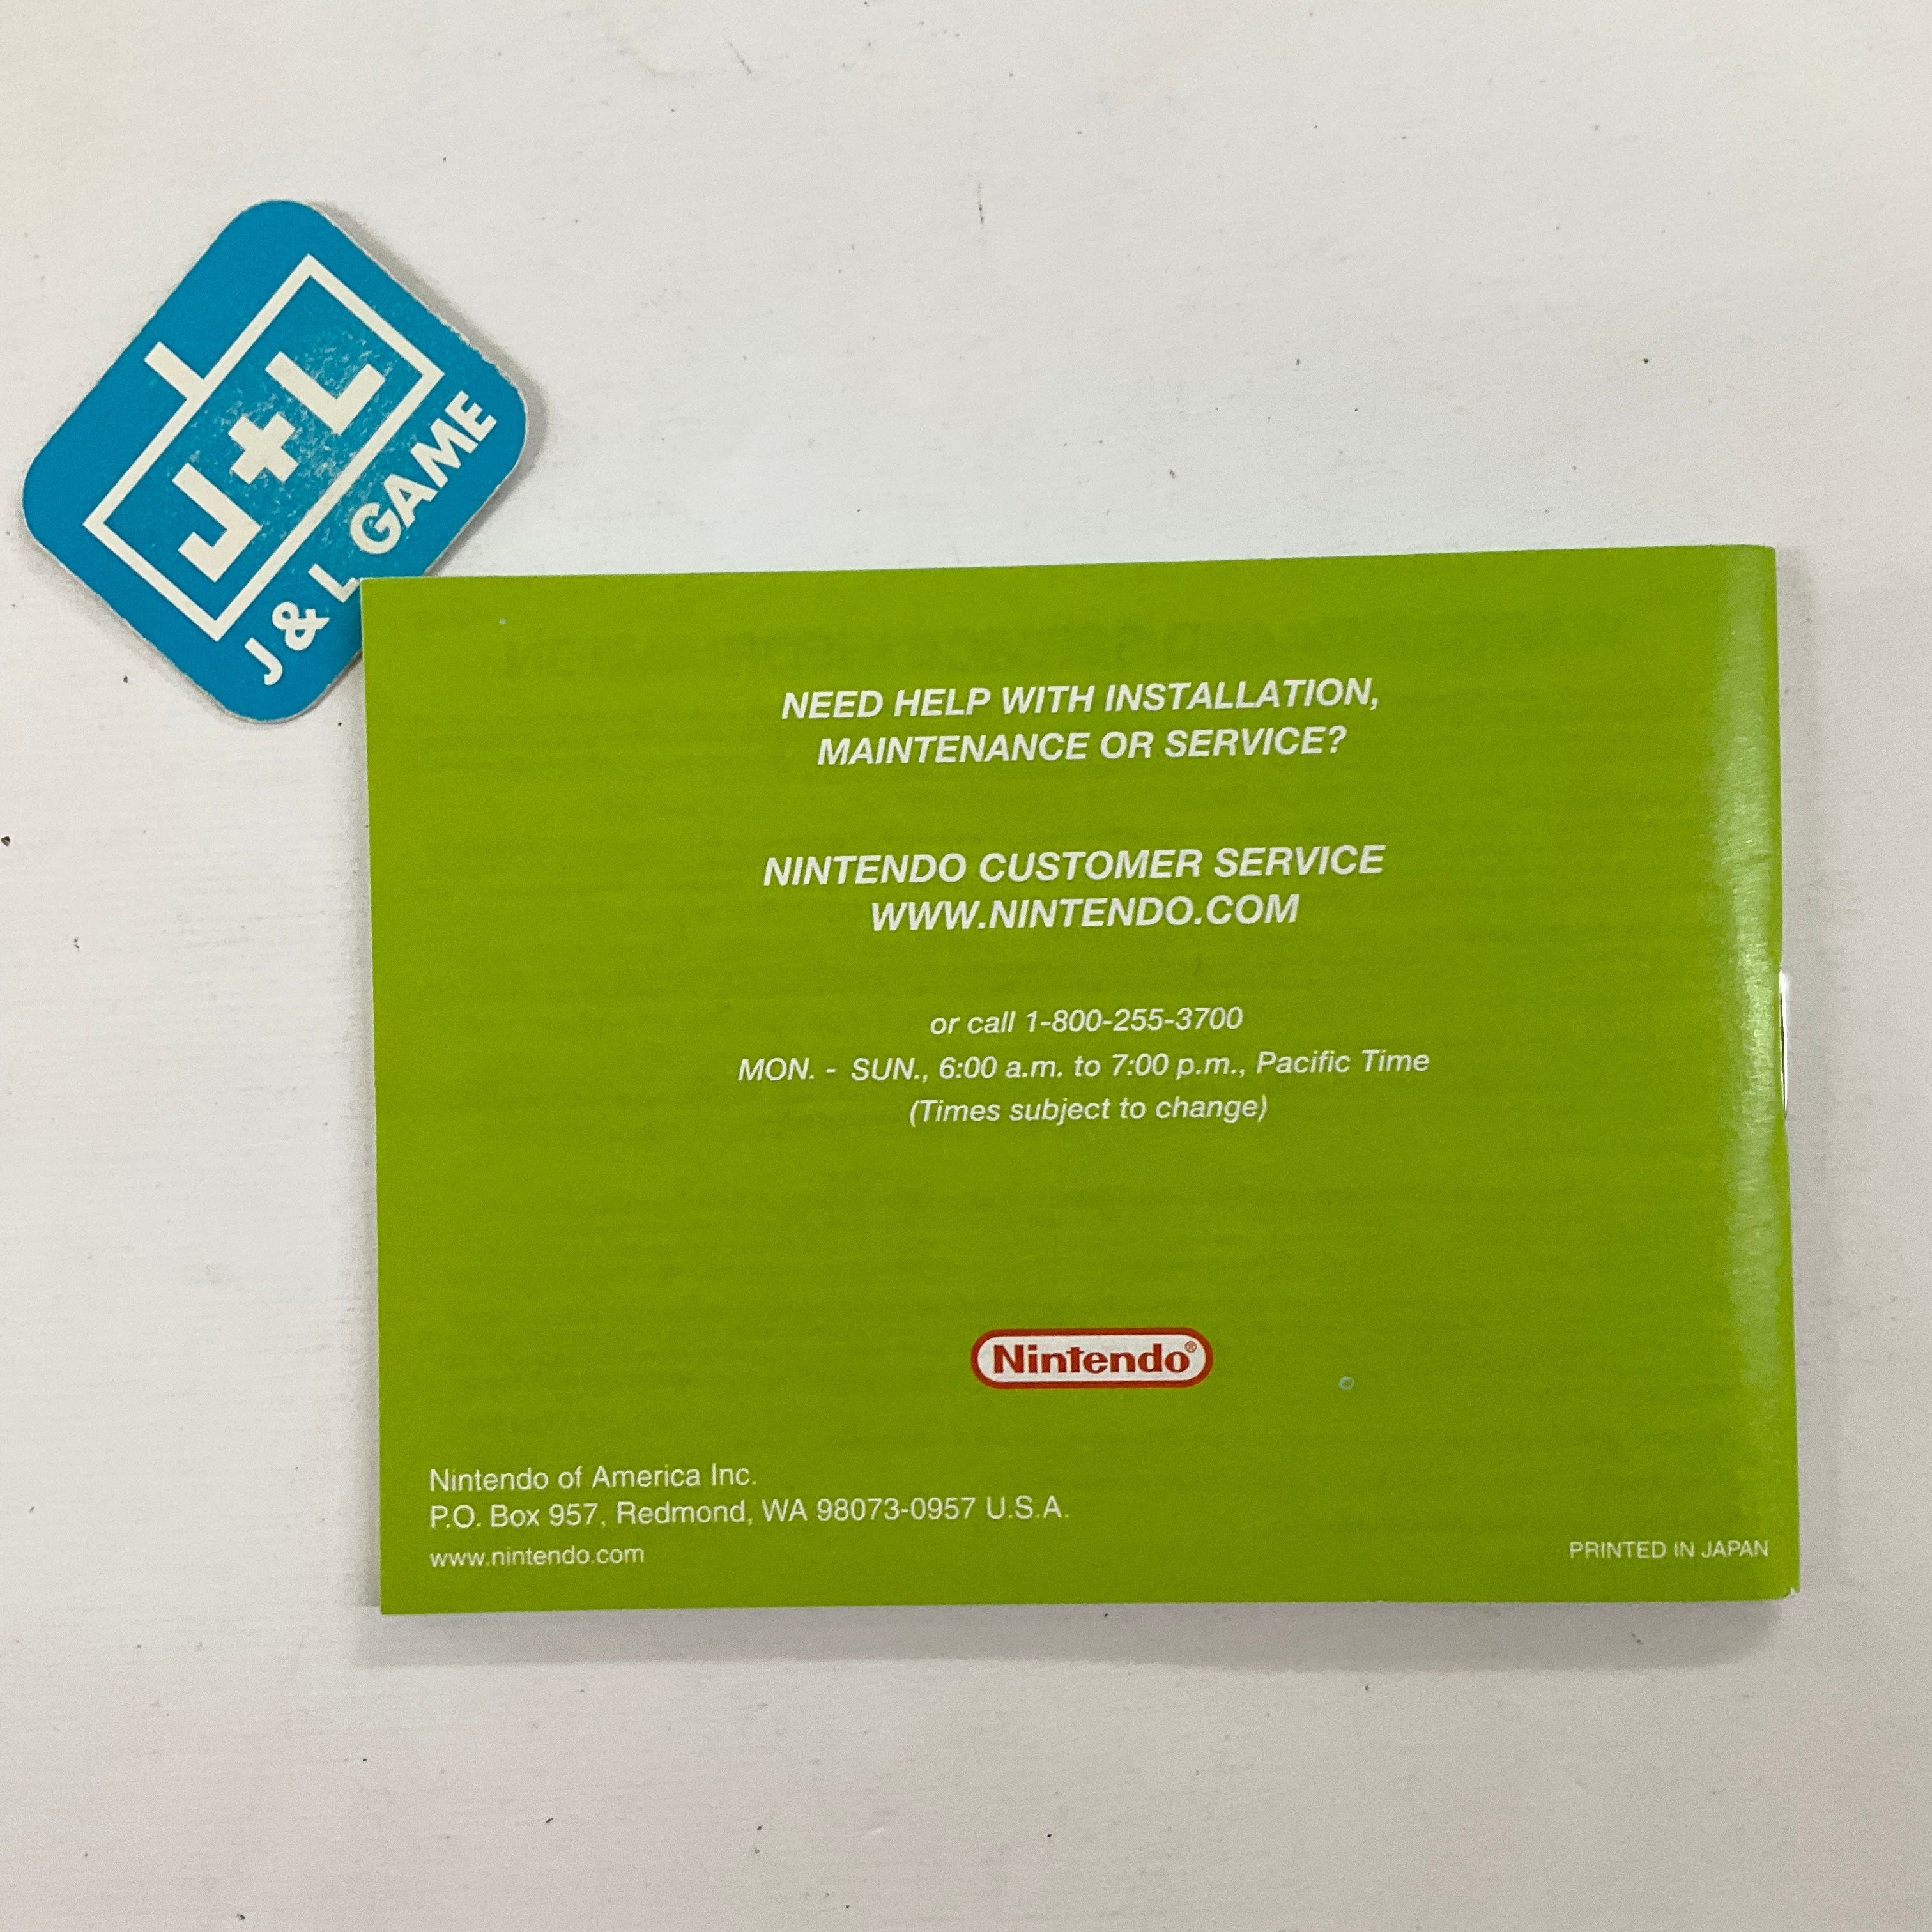 J+L
J & L GAME
NEED HELP WITH INSTALLATION,
MAINTENANCE OR SERVICE?
NINTENDO CUSTOMER SERVICE
WWW.NINTENDO.COM
or call 1-800-255-3700
MON. - SUN., 6:00 a.m. to 7:00 p.m., Pacific Time
(Times subject to change)
Nintendo®
Nintendo of America Inc.
P.O. Box 957, Redmond, WA 98073-0957 U.S.A.
www.nintendo.com
PRINTED IN JAPAN